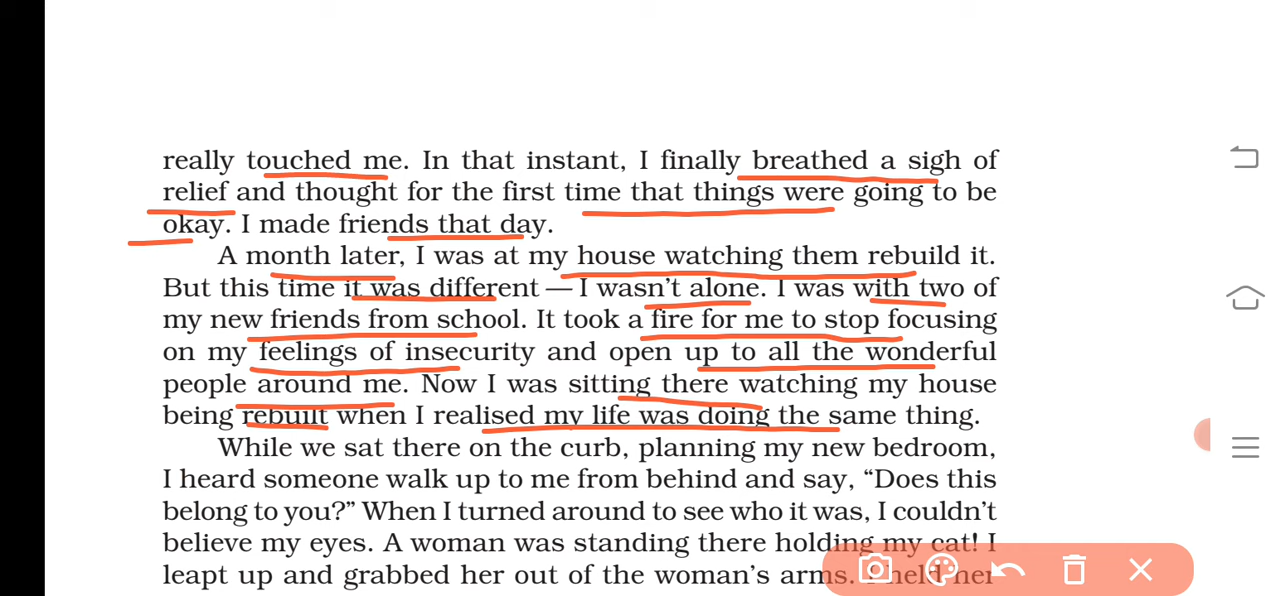 really touched me. In that instant, I finally breathed a sigh of
relief and thought for the first time that things were going to be
okay. I made friends that day.
A month later, I was at my house watching them rebuild it.
But this time it was different — I wasn't alone. I was with two of
my new friends from school. It took a fire for me to stop focusing
on my feelings of insecurity and open up to all the wonderful
people around me. Now I was sitting there watching my house
being rebuilt when I realised my life was doing the same thing.
While we sat there on the curb, planning my new bedroom,
I heard someone walk up to me from behind and say, “Does this
belong to you?” When I turned around to see who it was, I couldn't
believe my eyes. A woman was standing there holding my cat! I
leapt up and grabbed her out of the woman's arms. I held her